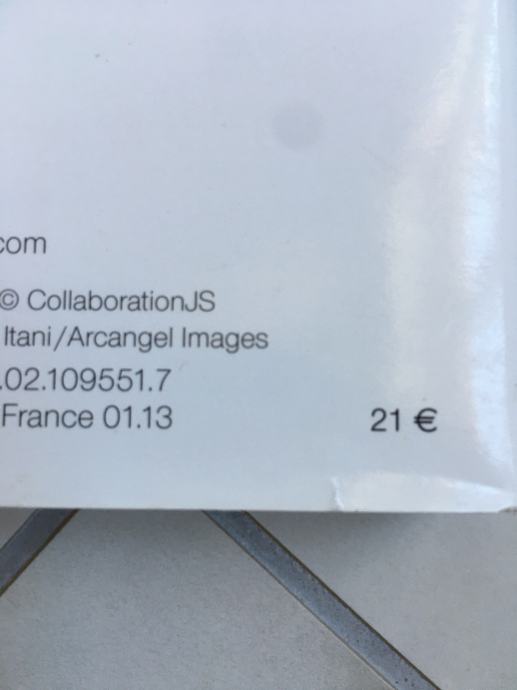 .com
© CollaborationJS
Itani/Arcangel Images
.02.109551.7
France 01.13
21 €